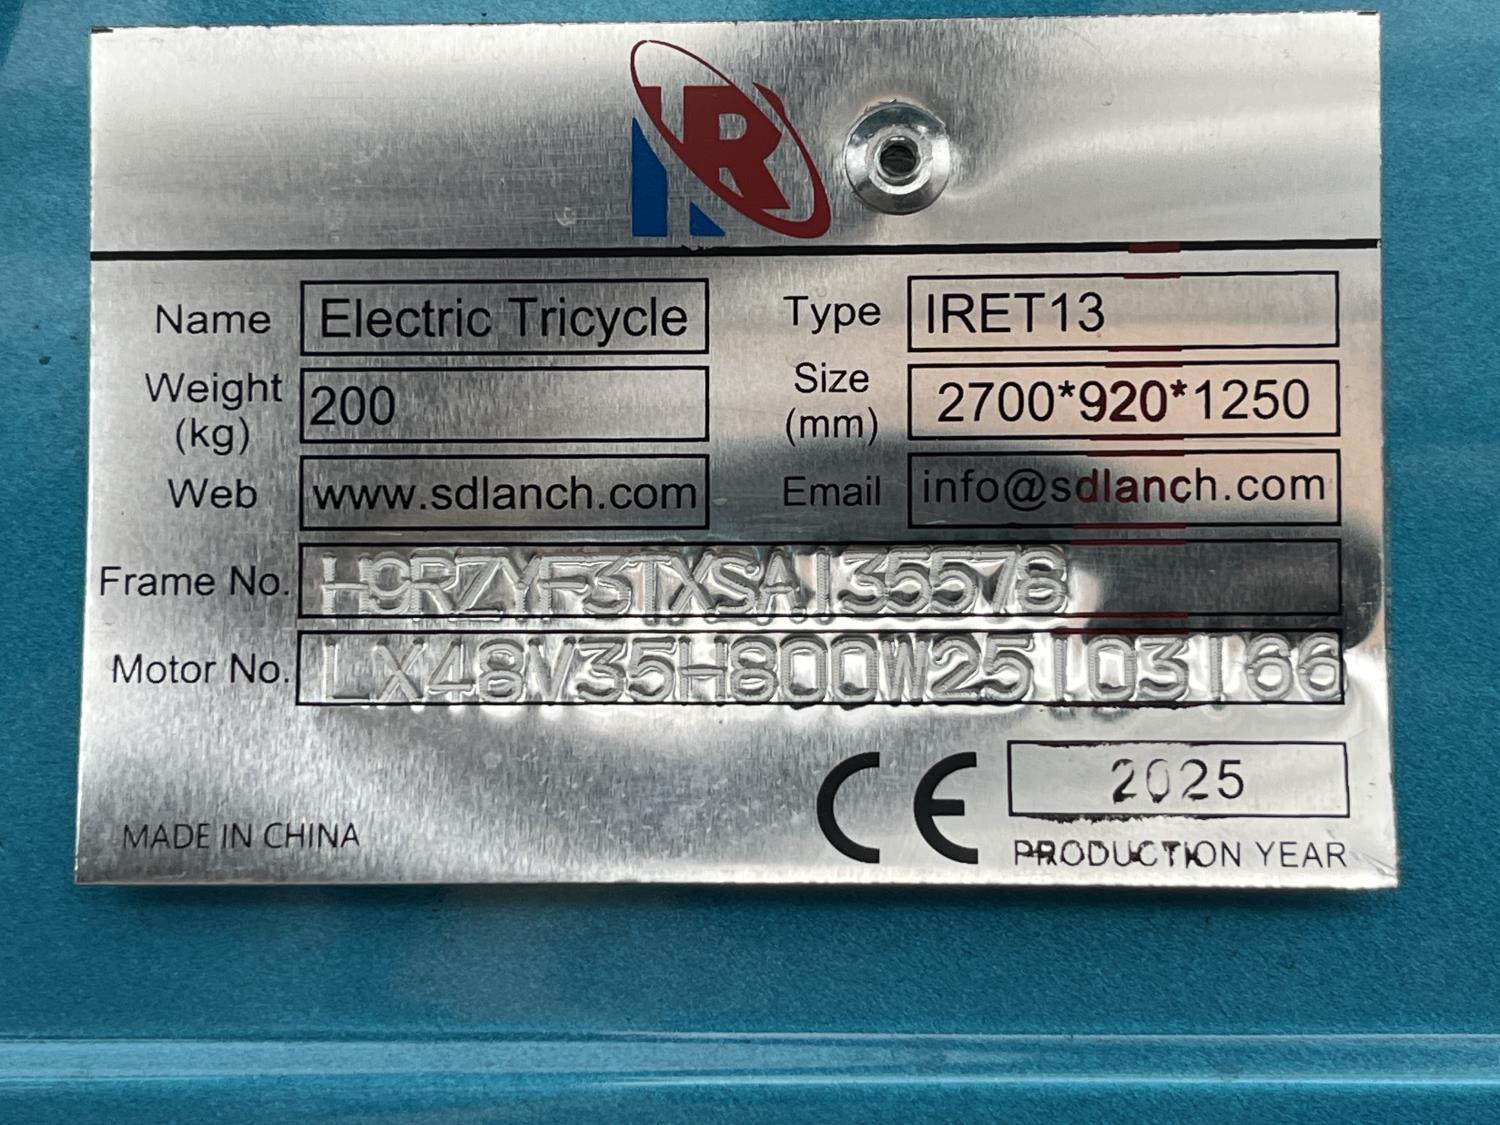 R
Name Electric Tricycle Type IRET13
Weight (kg) 200 Size (mm) 2700*920*1250
Web www.sdlanch.com Email info@sdlanch.com
Frame No. H9RZYF3TXSA135578
Motor No. LX48V35H800W25103166
CE 2025
MADE IN CHINA PRODUCTION YEAR